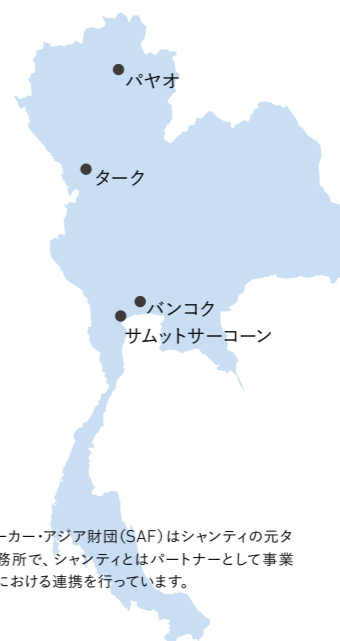 パヤオ
ターク
バンコク
サムットサーコーン
ーカー・アジア財団(SAF)はシャンティの元タ
務所で、シャンティとはパートナーとして事業
における連携を行っています。